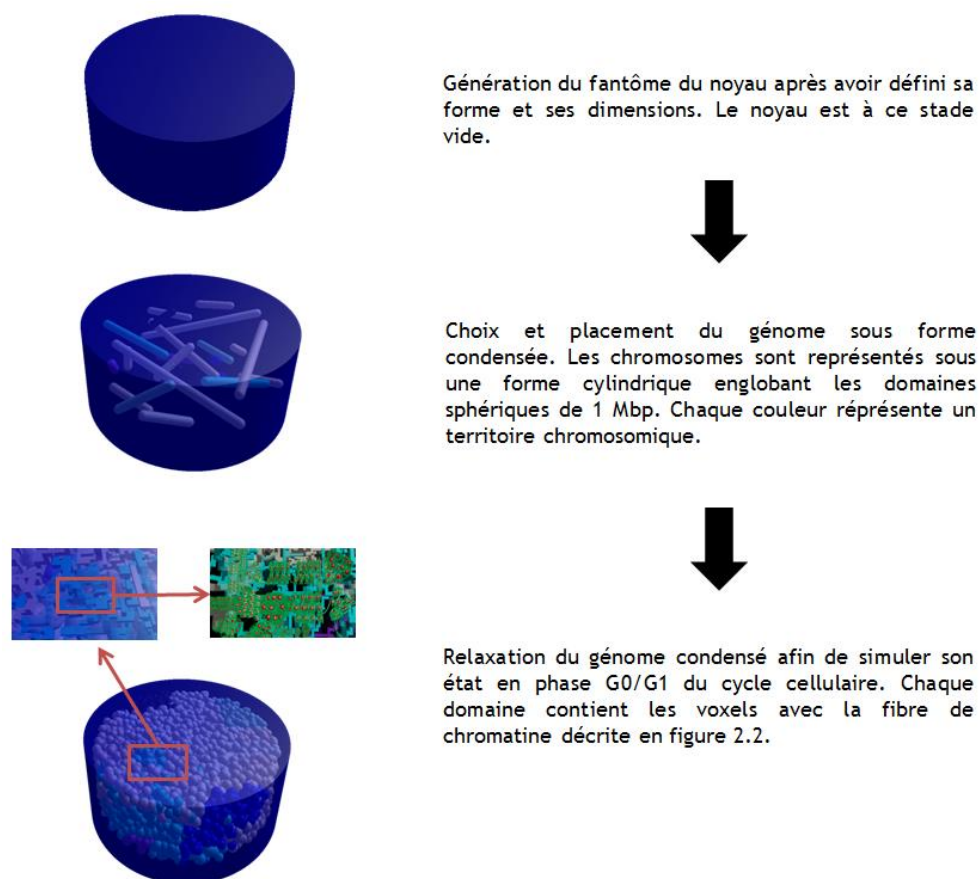 Génération du fantôme du noyau après avoir défini sa
forme et ses dimensions. Le noyau est à ce stade
vide.
Choix et placement du génome sous forme
condensée. Les chromosomes sont représentés sous
une forme cylindrique englobant les domaines
sphériques de 1 Mbp. Chaque couleur réprésente un
territoire chromosomique.
Relaxation du génome condensé afin de simuler son
état en phase G0/G1 du cycle cellulaire. Chaque
domaine contient les voxels avec la fibre de
chromatine décrite en figure 2.2.